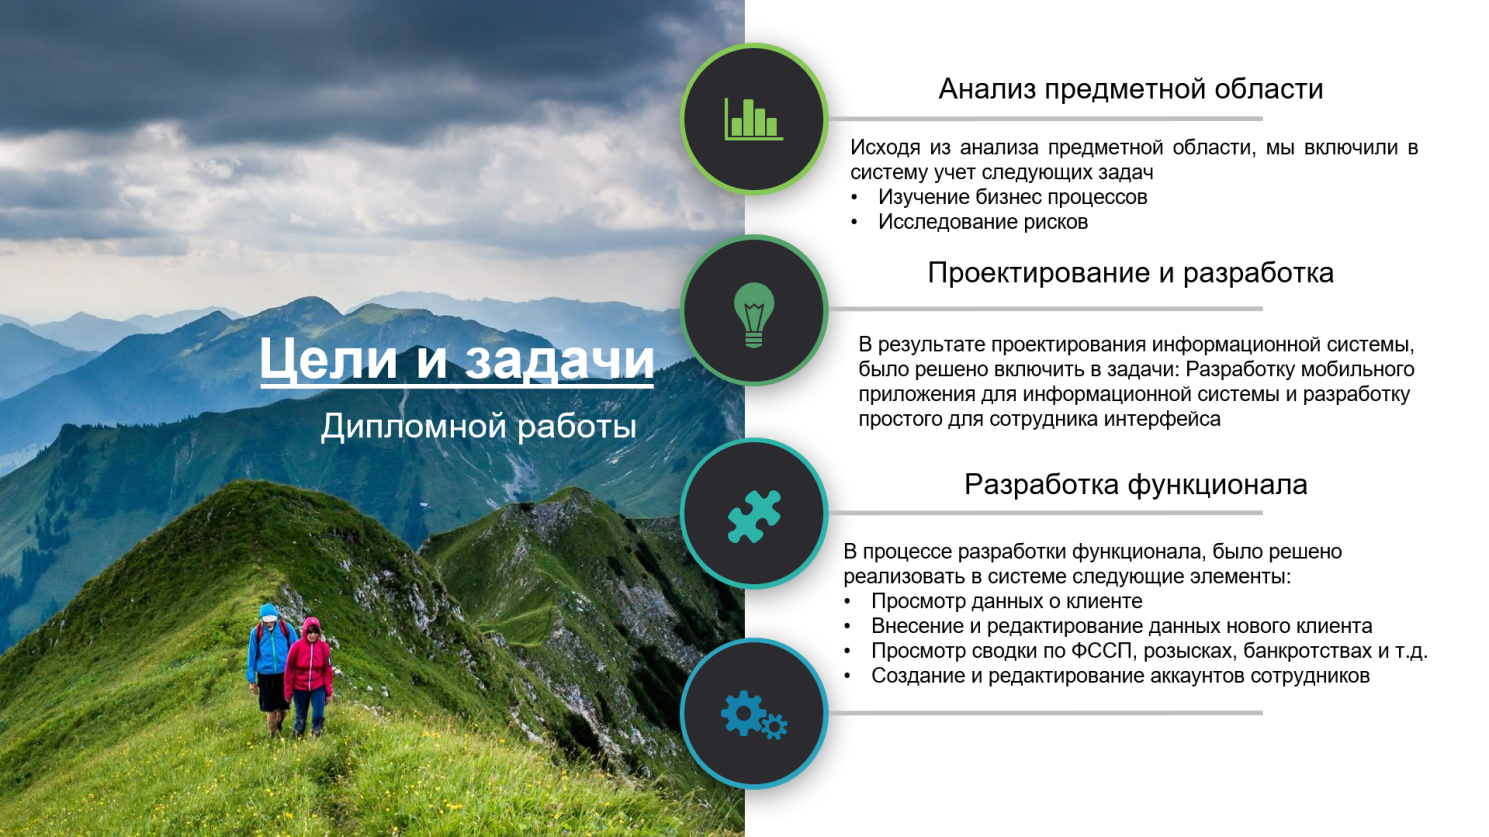 Цели и задачи
Дипломной работы
Анализ предметной области
Исходя из анализа предметной области, мы включили в
систему учет следующих задач
• Изучение бизнес процессов
• Исследование рисков
Проектирование и разработка
В результате проектирования информационной системы,
было решено включить в задачи: Разработку мобильного
приложения для информационной системы и разработку
простого для сотрудника интерфейса
Разработка функционала
В процессе разработки функционала, было решено
реализовать в системе следующие элементы:
• Просмотр данных о клиенте
• Внесение и редактирование данных нового клиента
• Просмотр сводки по ФССП, розысках, банкротствах и т.д.
• Создание и редактирование аккаунтов сотрудников